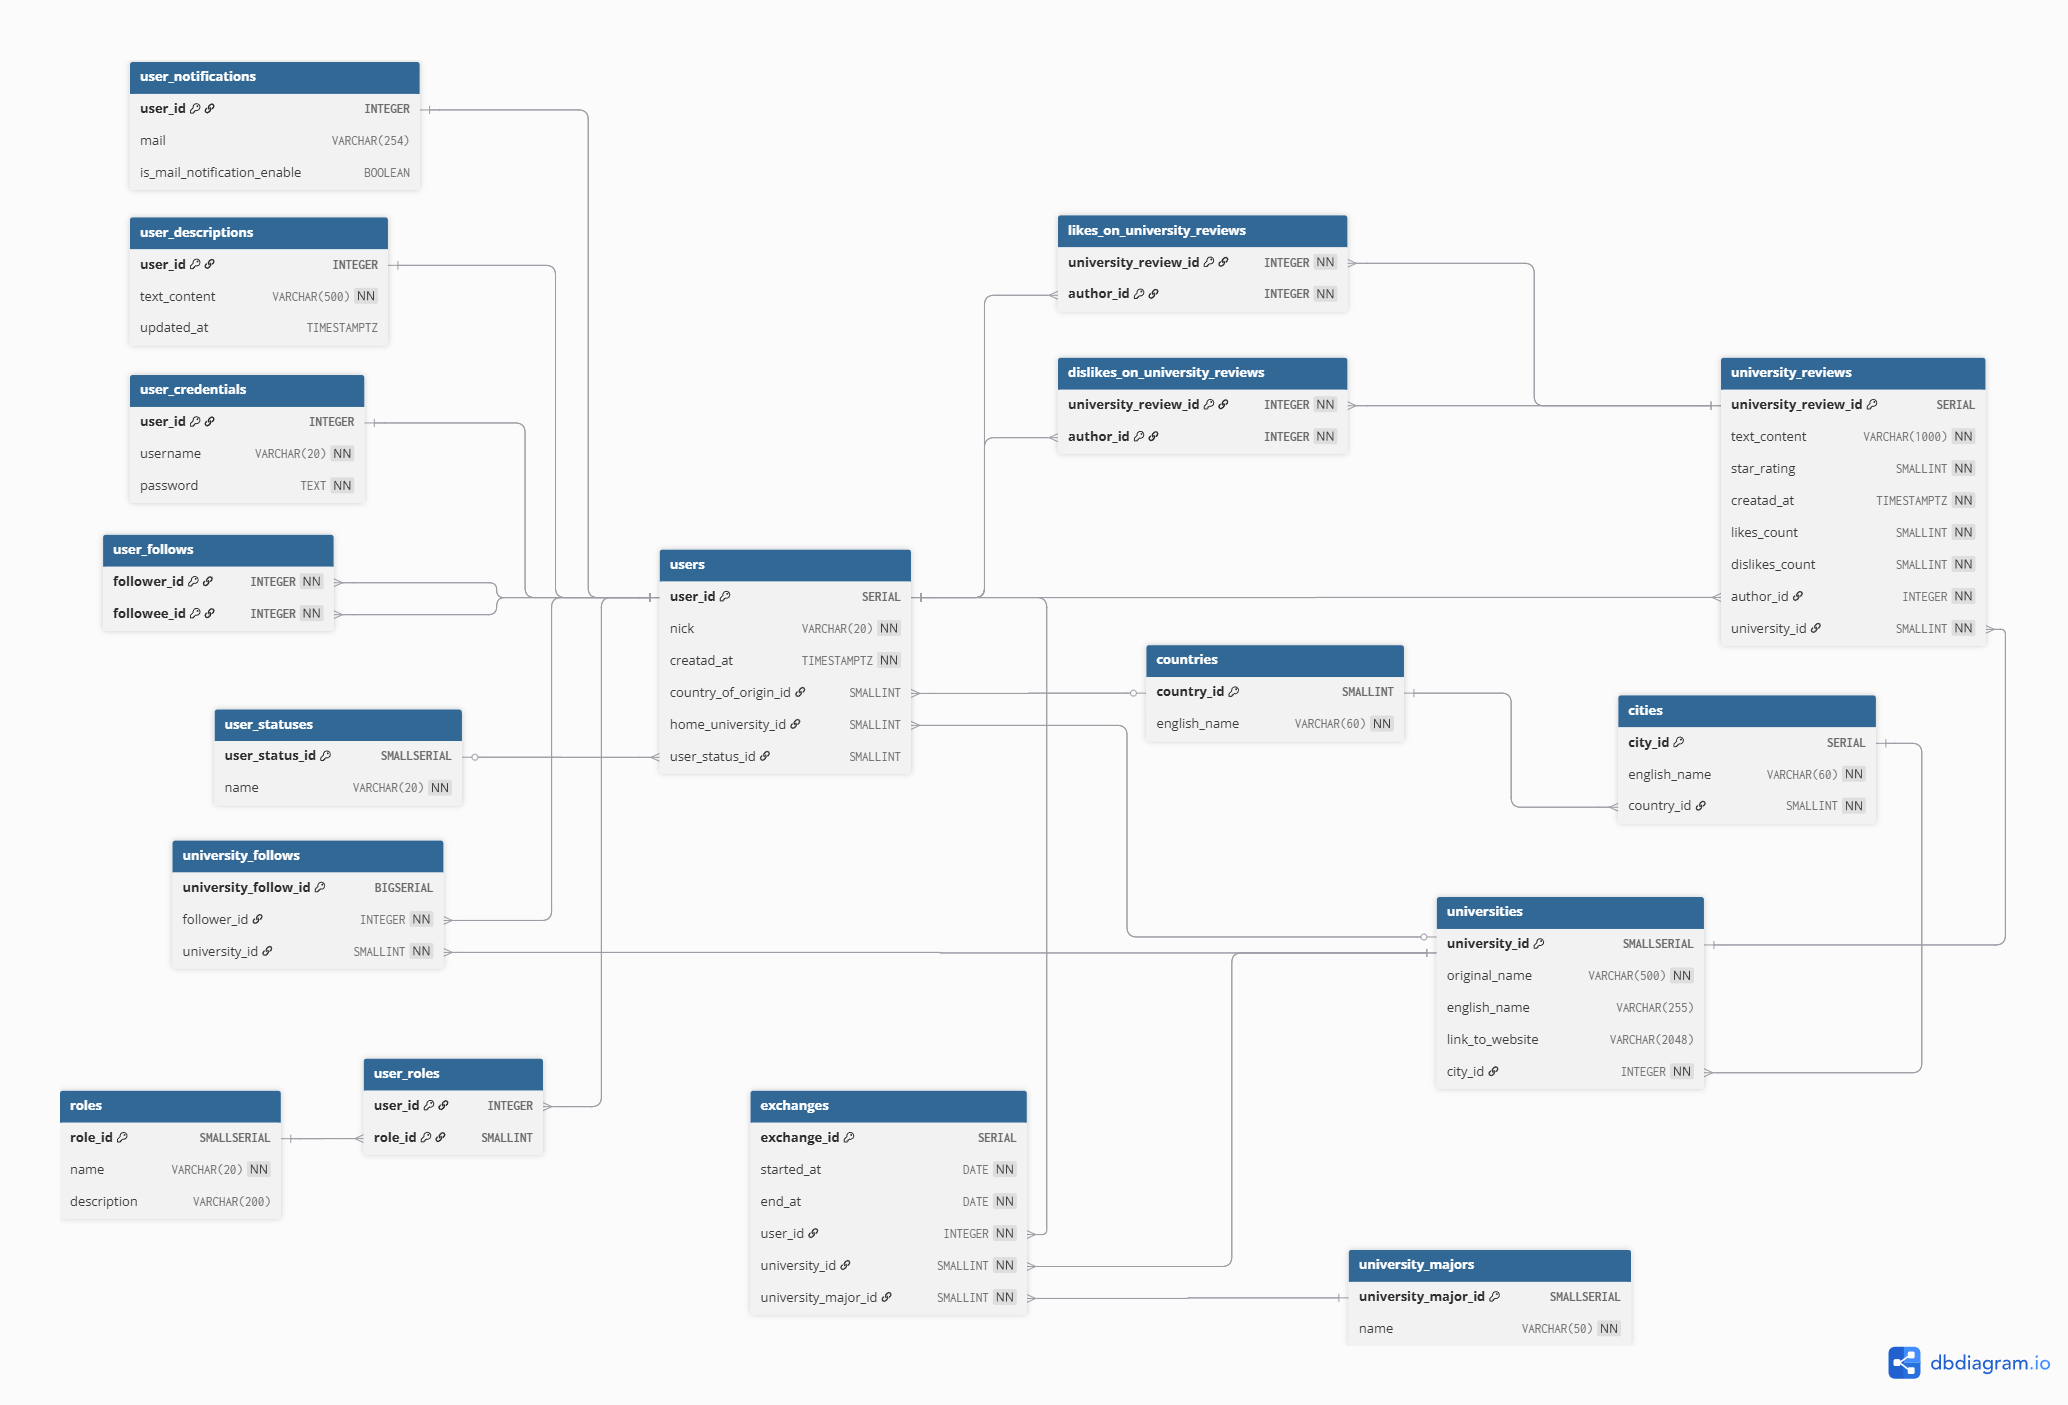 user_notifications
user_id INTEGER
mail VARCHAR(254)
is_mail_notification_enable BOOLEAN
user_descriptions
user_id INTEGER
text_content VARCHAR(500) NN
updated_at TIMESTAMPTZ
user_credentials
user_id INTEGER
username VARCHAR(20) NN
password TEXT NN
user_follows
follower_id INTEGER NN
followee_id INTEGER NN
user_statuses
user_status_id SMALLSERIAL
name VARCHAR(20) NN
university_follows
university_follow_id BIGSERIAL
follower_id INTEGER NN
university_id SMALLINT NN
roles
role_id SMALLSERIAL
name VARCHAR(20) NN
description VARCHAR(200)
user_roles
user_id INTEGER
role_id SMALLINT
users
user_id SERIAL
nick VARCHAR(20) NN
creatad_at TIMESTAMPTZ NN
country_of_origin_id SMALLINT
home_university_id SMALLINT
user_status_id SMALLINT
exchanges
exchange_id SERIAL
started_at DATE NN
end_at DATE NN
user_id INTEGER NN
university_id SMALLINT NN
university_major_id SMALLINT NN
likes_on_university_reviews
university_review_id INTEGER NN
author_id INTEGER NN
dislikes_on_university_reviews
university_review_id INTEGER NN
author_id INTEGER NN
countries
country_id SMALLINT
english_name VARCHAR(60) NN
university_reviews
university_review_id SERIAL
text_content VARCHAR(1000) NN
star_rating SMALLINT NN
creatad_at TIMESTAMPTZ NN
likes_count SMALLINT NN
dislikes_count SMALLINT NN
author_id INTEGER NN
university_id SMALLINT NN
cities
city_id SERIAL
english_name VARCHAR(60) NN
country_id SMALLINT NN
universities
university_id SMALLSERIAL
original_name VARCHAR(500) NN
english_name VARCHAR(255)
link_to_website VARCHAR(2048)
city_id INTEGER NN
university_majors
university_major_id SMALLSERIAL
name VARCHAR(50) NN
dbdiagram.io